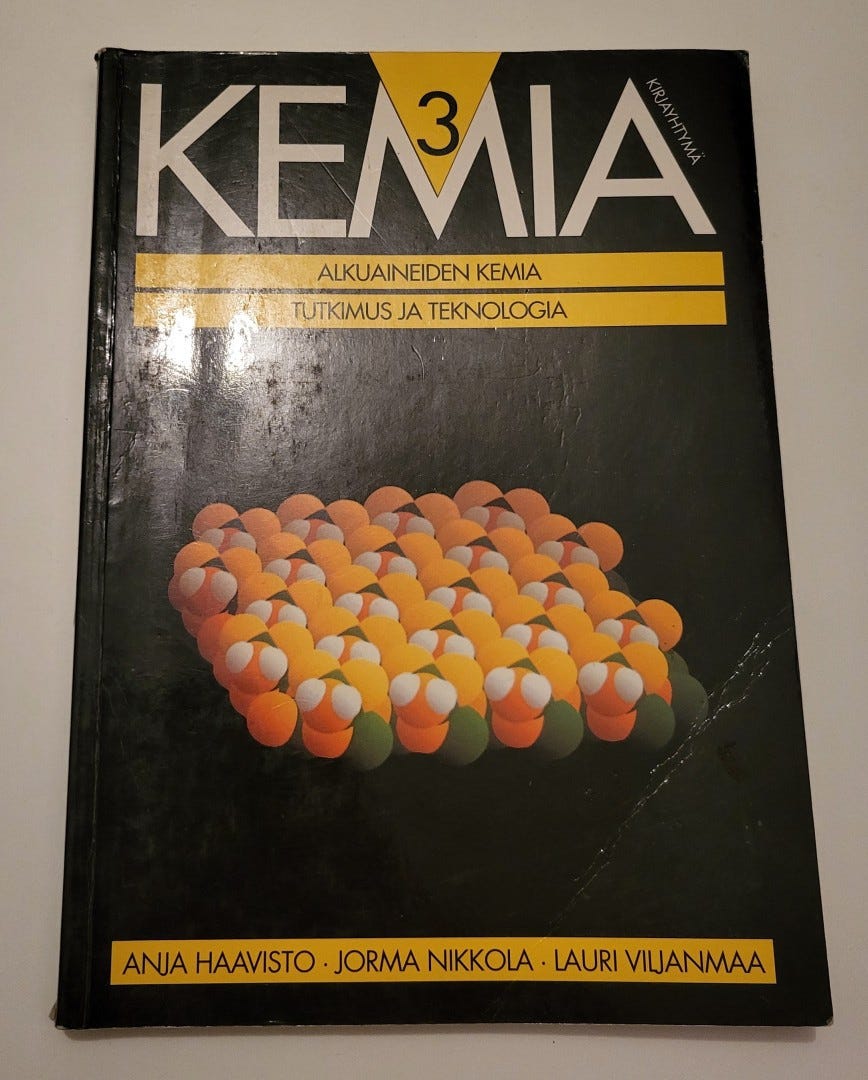 KEMIA
3
KIRJAYHTYMÄ
ALKUAINEIDEN KEMIA
TUTKIMUS JA TEKNOLOGIA
ANJA HAAVISTO · JORMA NIKKOLA · LAURI VILJANMAA